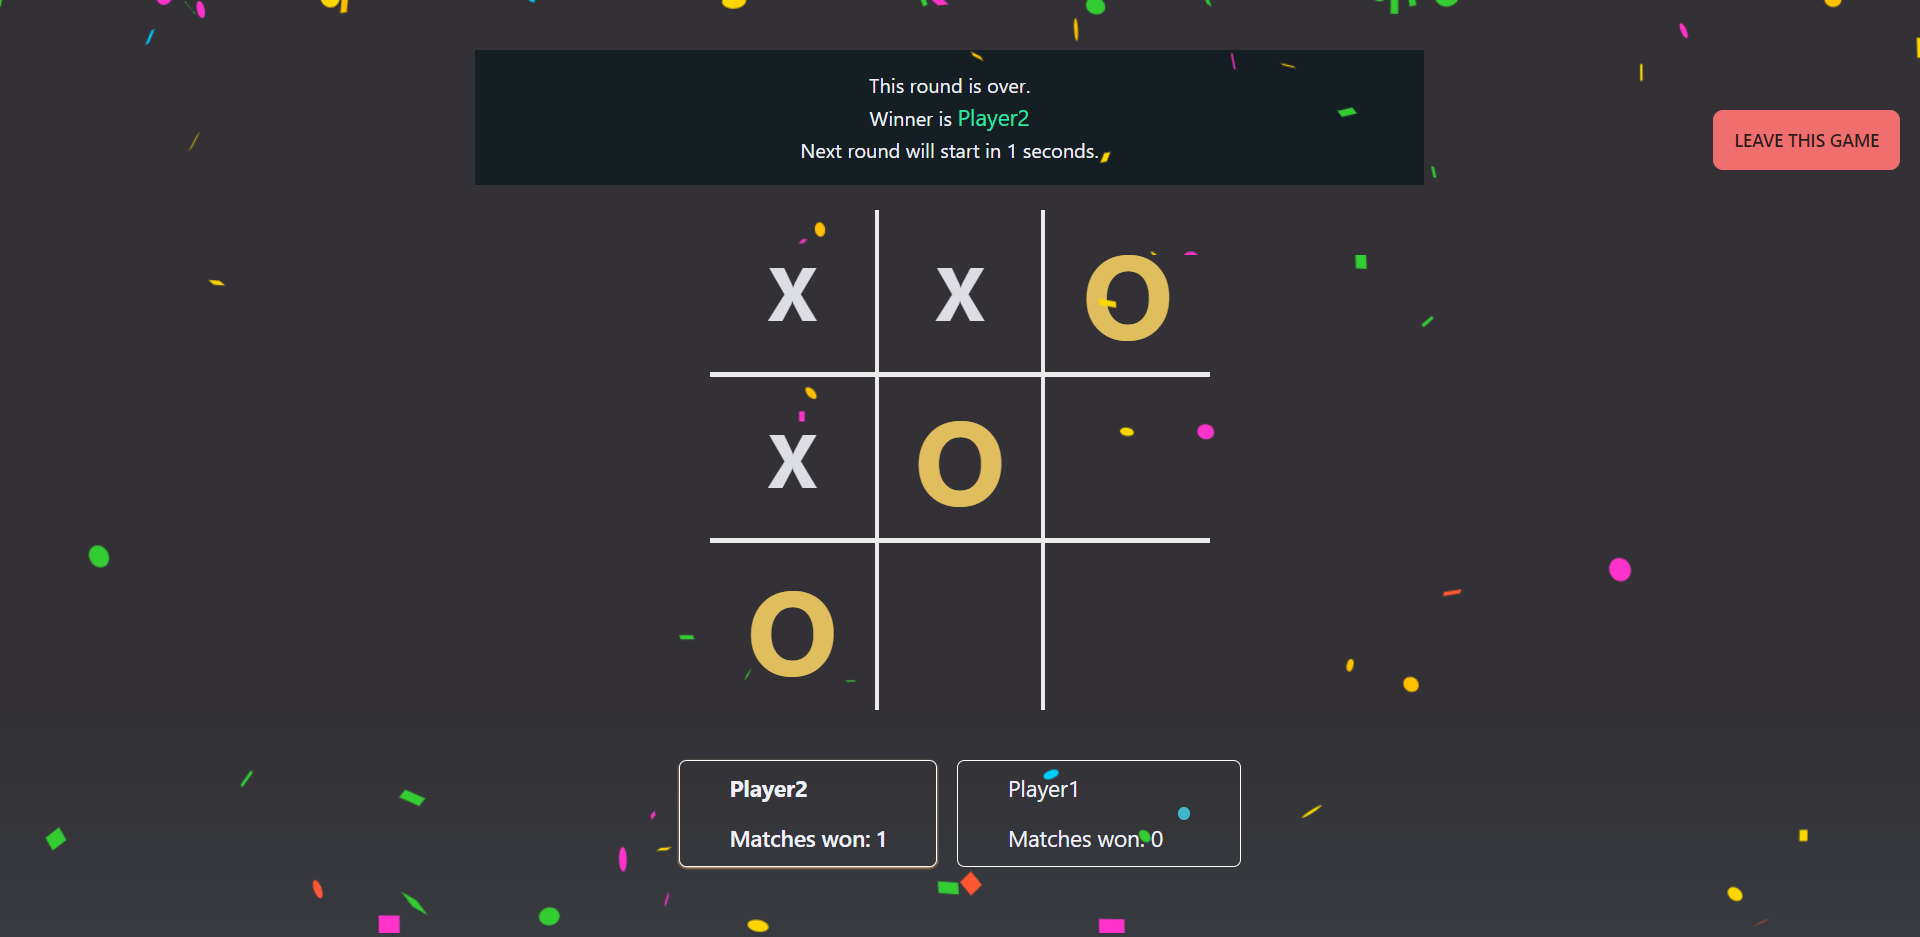 This round is over.
Winner is Player2
Next round will start in 1 seconds.
LEAVE THIS GAME
X X O
X O
O
Player2
Matches won: 1
Player1
Matches won: 0